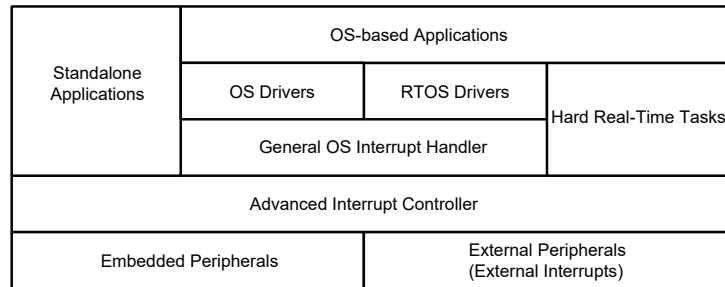 OS-based Applications
Standalone
Applications
OS Drivers
RTOS Drivers
Hard Real-Time Tasks
General OS Interrupt Handler
Advanced Interrupt Controller
Embedded Peripherals
External Peripherals
(External Interrupts)